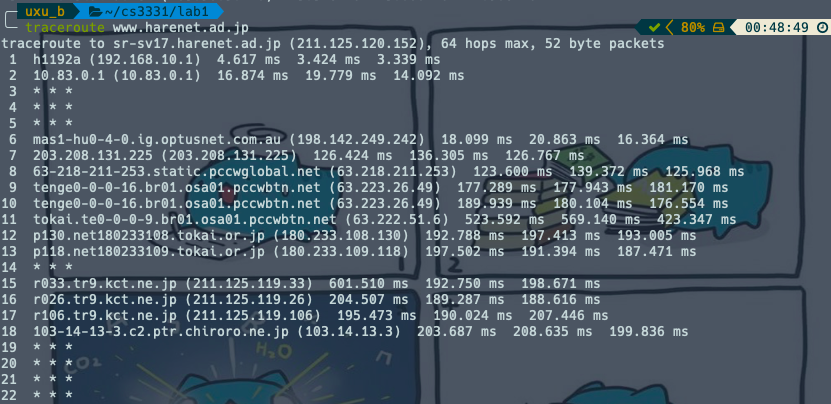 uxu_b ~/cs3331/lab1
traceroute www.harenet.ad.jp
80% 00:48:49
traceroute to sr-sv17.harenet.ad.jp (211.125.120.152), 64 hops max, 52 byte packets
1 h1192a (192.168.10.1) 4.617 ms 3.424 ms 3.339 ms
2 10.83.0.1 (10.83.0.1) 16.874 ms 19.779 ms 14.092 ms
3 * * *
4 * * *
5 * * *
6 mas1-hu0-4-0.ig.optusnet.com.au (198.142.249.242) 18.099 ms 20.863 ms 16.364 ms
7 203.208.131.225 (203.208.131.225) 126.424 ms 136.305 ms 126.767 ms
8 63-218-211-253.static.pccwglobal.net (63.218.211.253) 123.600 ms 139.372 ms 125.968 ms
9 tenge0-0-0-16.br01.osa01.pccwbtn.net (63.223.26.49) 177.289 ms 177.943 ms 181.170 ms
10 tenge0-0-0-16.br01.osa01.pccwbtn.net (63.223.26.49) 189.939 ms 180.104 ms 176.554 ms
11 tokai.te0-0-0-9.br01.osa01.pccwbtn.net (63.222.51.6) 523.592 ms 569.140 ms 423.347 ms
12 p130.net180233108.tokai.or.jp (180.233.108.130) 192.788 ms 197.413 ms 193.005 ms
13 p118.net180233109.tokai.or.jp (180.233.109.118) 197.502 ms 191.394 ms 187.471 ms
14 * * *
15 r033.tr9.kct.ne.jp (211.125.119.33) 601.510 ms 192.750 ms 198.671 ms
16 r026.tr9.kct.ne.jp (211.125.119.26) 204.507 ms 189.287 ms 188.616 ms
17 r106.tr9.kct.ne.jp (211.125.119.106) 195.473 ms 190.024 ms 207.446 ms
18 103-14-13-3.c2.ptr.chiroro.ne.jp (103.14.13.3) 203.687 ms 208.635 ms 199.836 ms
19 * * *
20 * * *
21 * * *
22 * * *
1
2
CO2
H2O